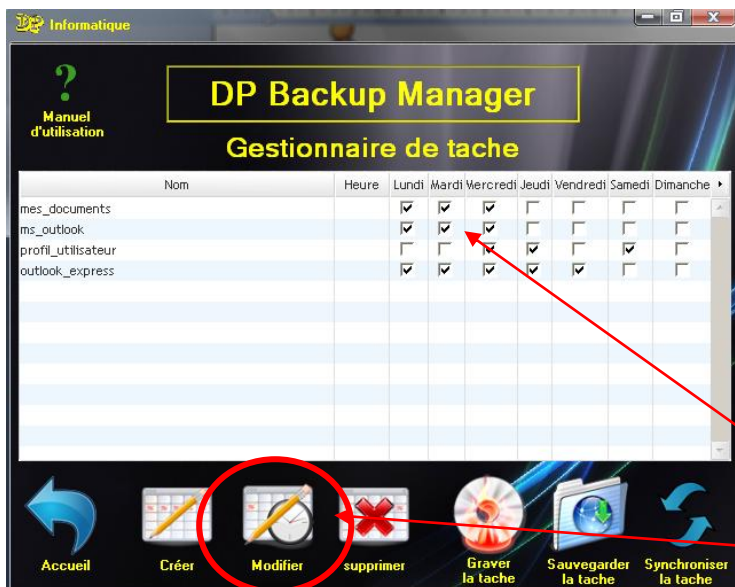 DP Informatique
?
Manuel
d'utilisation
DP Backup Manager
Gestionnaire de tache
Nom Heure Lundi Mardi Mercredi Jeudi Vendredi Samedi Dimanche
mes_documents
ms_outlook
profil_utilisateur
outlook_express
Accueil
Créer
Modifier
supprimer
Graver
la tache
Sauvegarder
la tache
Synchroniser
la tache